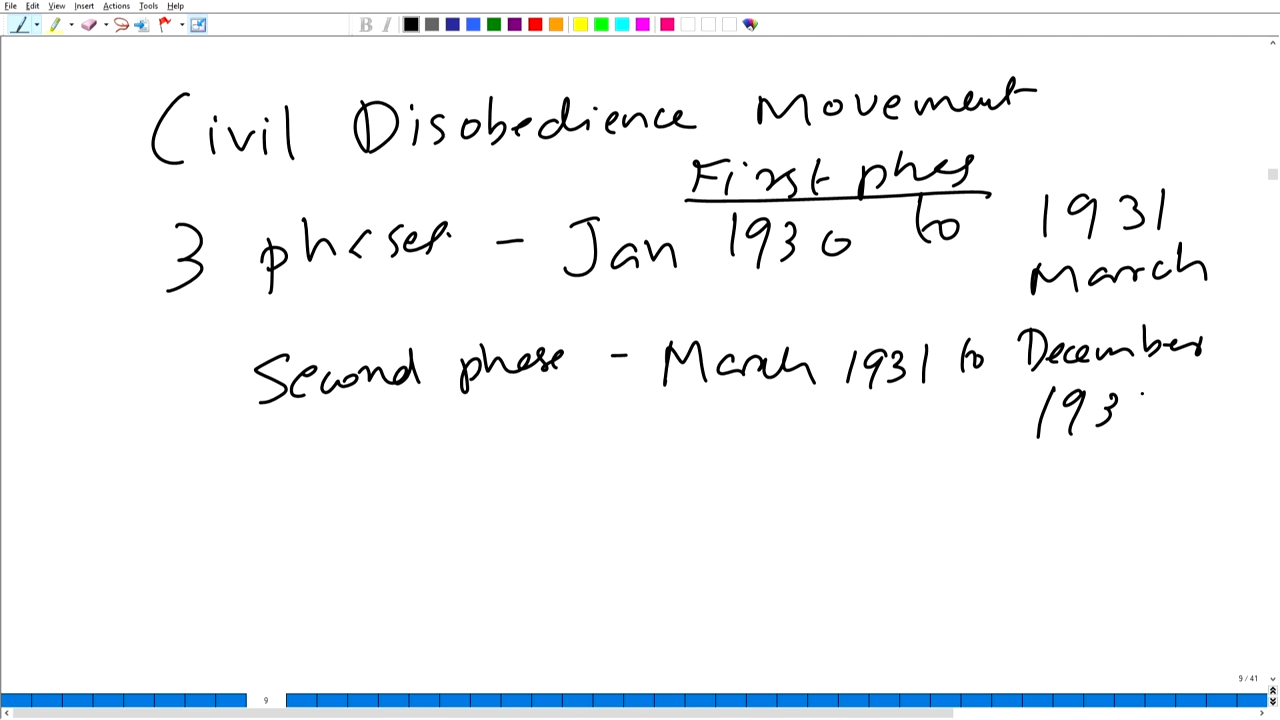 File Edit View Insert Actions Tools Help
B I
Civil Disobedience Movement
First phes
3 phases - Jan 1930 to 1931
March
Second phase - March 1931 to December
193
9 / 41
9